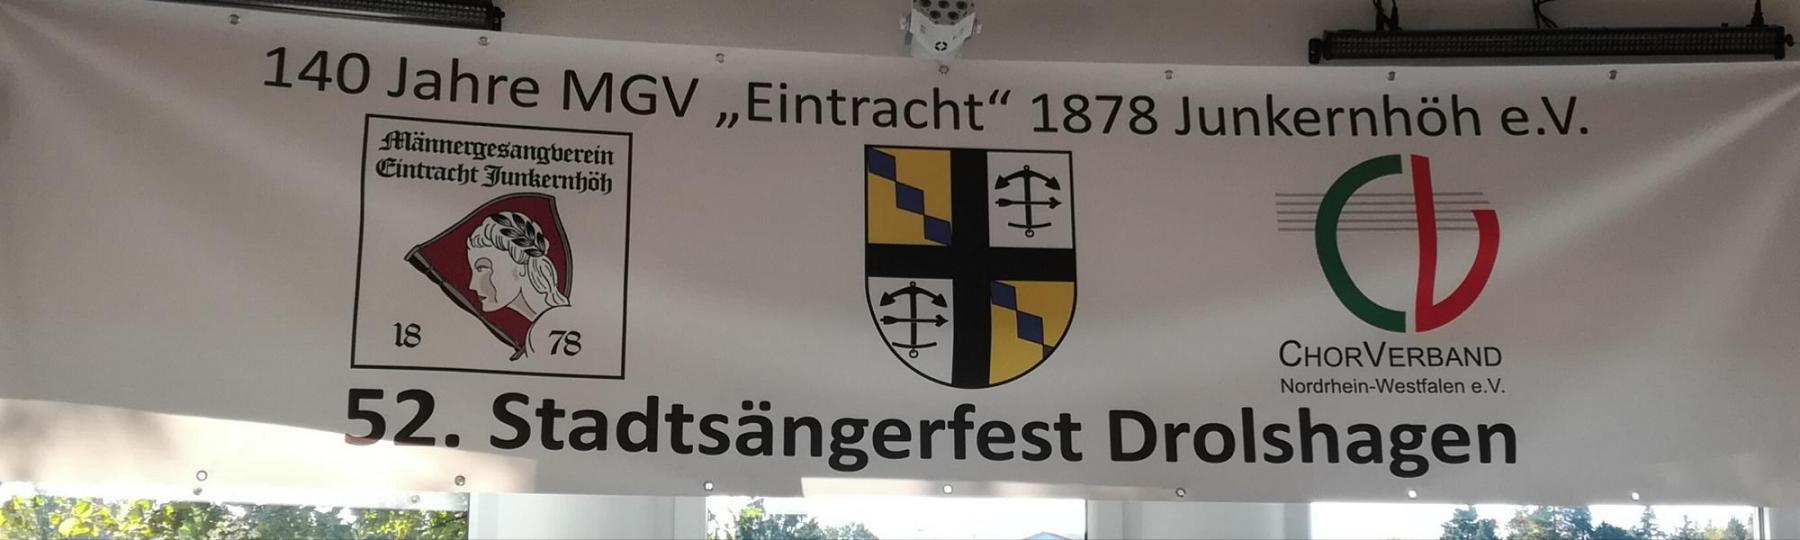 140 Jahre MGV „Eintracht“ 1878 Junkernhöh e.V.
Männergesangverein
Eintracht Junkernhöh
18 78
CHORVERBAND
Nordrhein-Westfalen e.V.
52. Stadtsängerfest Drolshagen